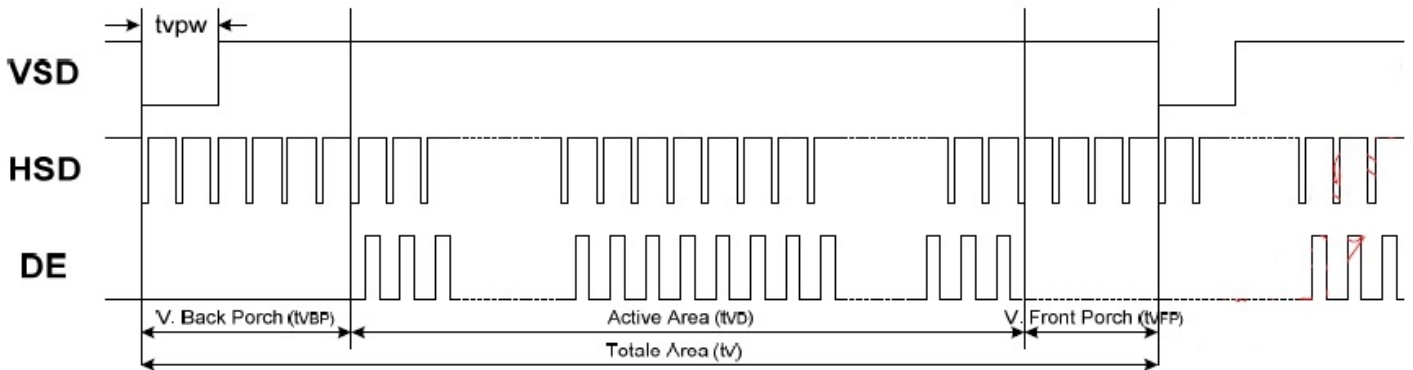 tvpw
VSD
HSD
DE
V. Back Porch (tVBP) Active Area (tVD) V. Front Porch (tVFP)
Totale Area (tV)